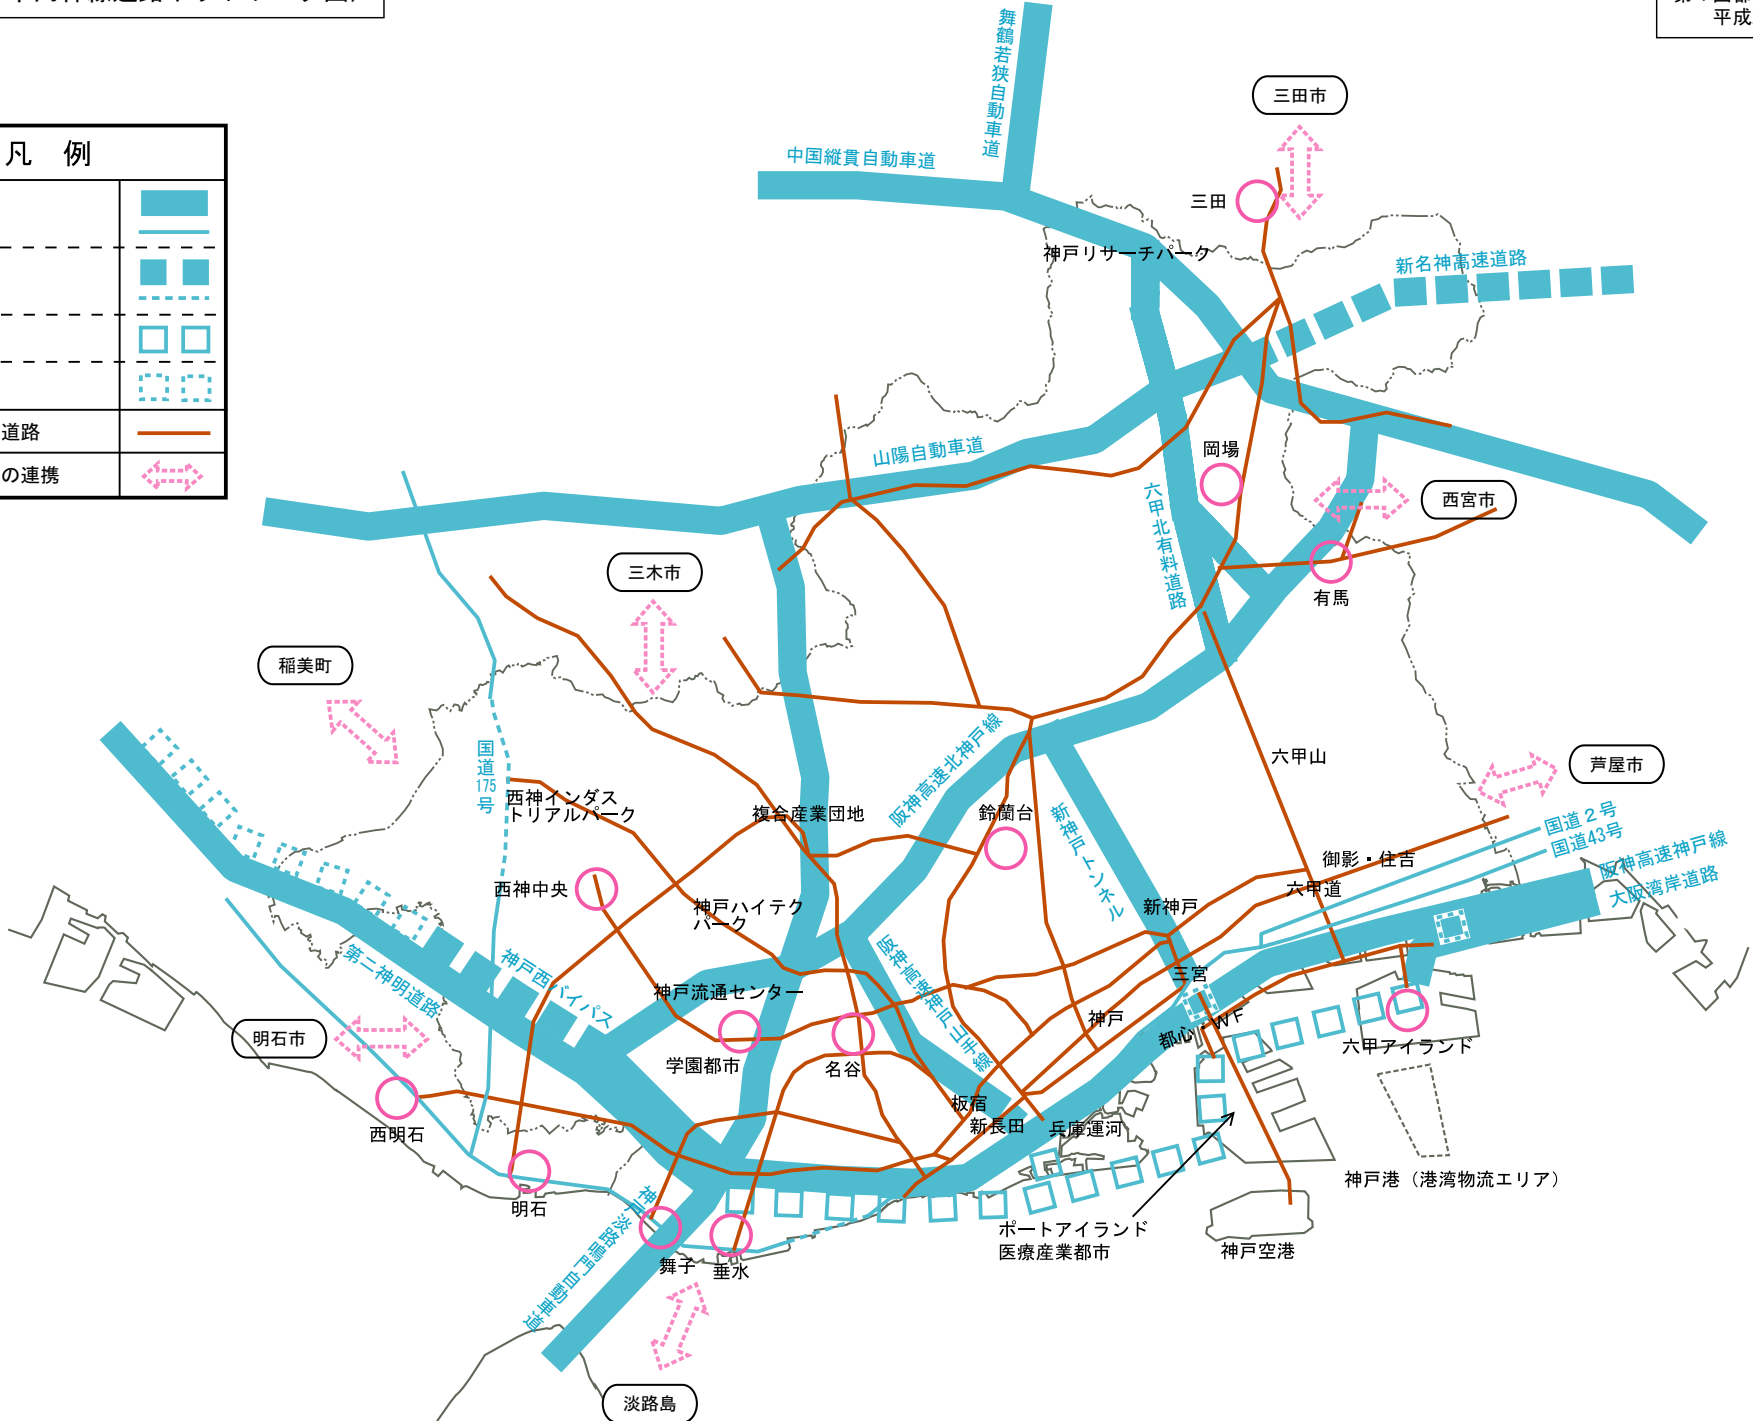 平成
凡 例
道路
の連携
舞鶴若狭自動車道
中国縦貫自動車道
三田市
三田
神戸リサーチパーク
新名神高速道路
山陽自動車道
岡場
六甲北有料道路
西宮市
有馬
三木市
稲美町
国道175号
西神インダス
トリアルパーク
複合産業団地
阪神高速北神戸線
鈴蘭台
新神戸トンネル
六甲山
芦屋市
国道2号
国道43号
阪神高速神戸線
大阪湾岸道路
御影・住吉
六甲道
新神戸
西神中央
神戸ハイテク
パーク
第二神明道路
神戸西バイパス
神戸流通センター
阪神高速神戸山手線
三宮
神戸
都心・WF
六甲アイランド
明石市
学園都市
名谷
板宿
新長田
兵庫運河
西明石
明石
神戸淡路鳴門自動車道
舞子
垂水
ポートアイランド
医療産業都市
神戸空港
神戸港（港湾物流エリア）
淡路島